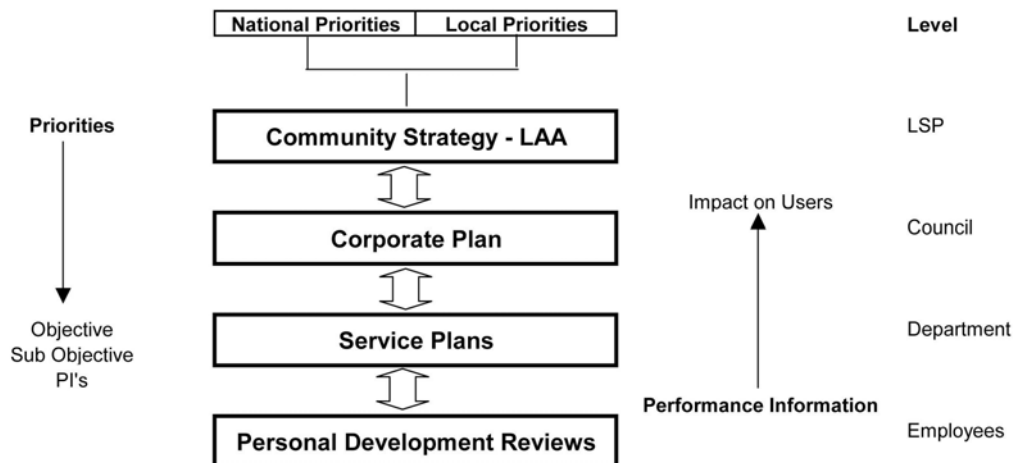 National Priorities Local Priorities Level
Priorities Community Strategy - LAA LSP
Impact on Users
Corporate Plan Council
Objective
Sub Objective
PI's
Service Plans Department
Performance Information
Personal Development Reviews Employees